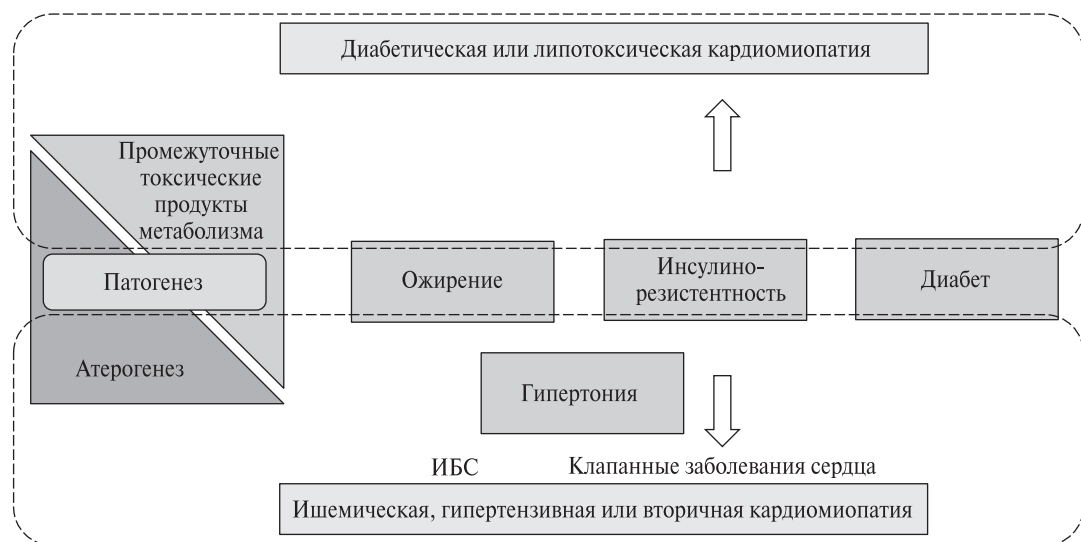 Диабетическая или липотоксическая кардиомиопатия
Промежуточные
токсические
продукты
метаболизма
Патогенез
Атерогенез
Ожирение
Инсулино-
резистентность
Диабет
Гипертония
ИБС
Клапанные заболевания сердца
Ишемическая, гипертензивная или вторичная кардиомиопатия